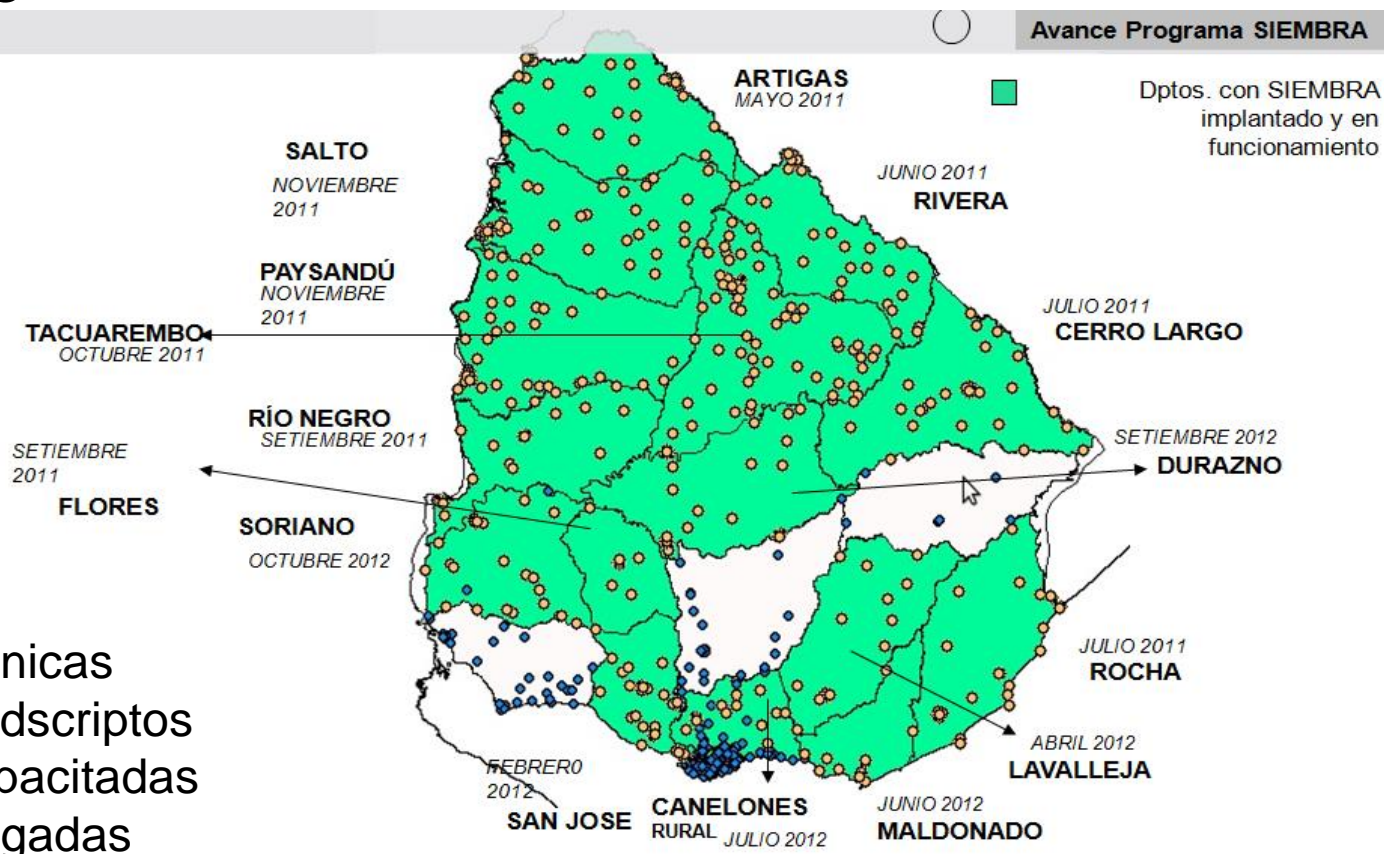 Avance Programa SIEMBRA
Dptos. con SIEMBRA
implantado y en
funcionamiento
ARTIGAS
MAYO 2011
SALTO
NOVIEMBRE
2011
JUNIO 2011
RIVERA
PAYSANDÚ
NOVIEMBRE
2011
TACUAREMBO
OCTUBRE 2011
JULIO 2011
CERRO LARGO
RÍO NEGRO
SETIEMBRE 2011
SETIEMBRE
2011
FLORES
SETIEMBRE 2012
DURAZNO
SORIANO
OCTUBRE 2012
nicas
dscriptos
pacitadas
gadas
JULIO 2011
ROCHA
ABRIL 2012
LAVALLEJA
FEBRER0
2012
SAN JOSE
CANELONES
RURAL JULIO 2012
JUNIO 2012
MALDONADO